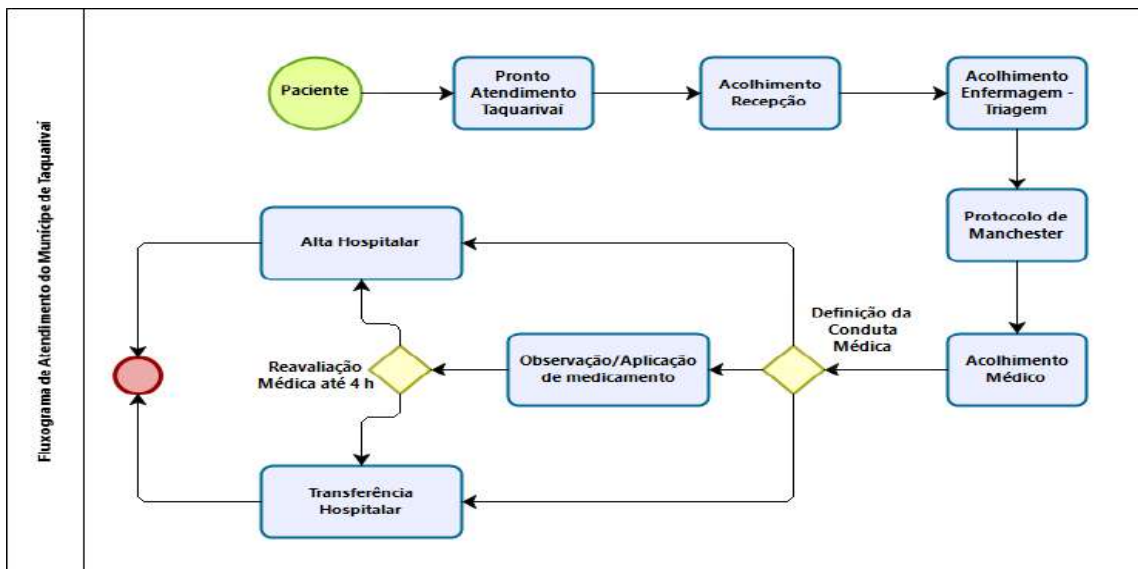 Fluxograma de Atendimento do Munícipe de Taquarivaí
Paciente
Pronto
Atendimento
Taquarivaí
Acolhimento
Recepção
Acolhimento
Enfermagem -
Triagem
Protocolo de
Manchester
Acolhimento
Médico
Definição da
Conduta
Médica
Observação/Aplicação
de medicamento
Reavaliação
Médica até 4 h
Alta Hospitalar
Transferência
Hospitalar